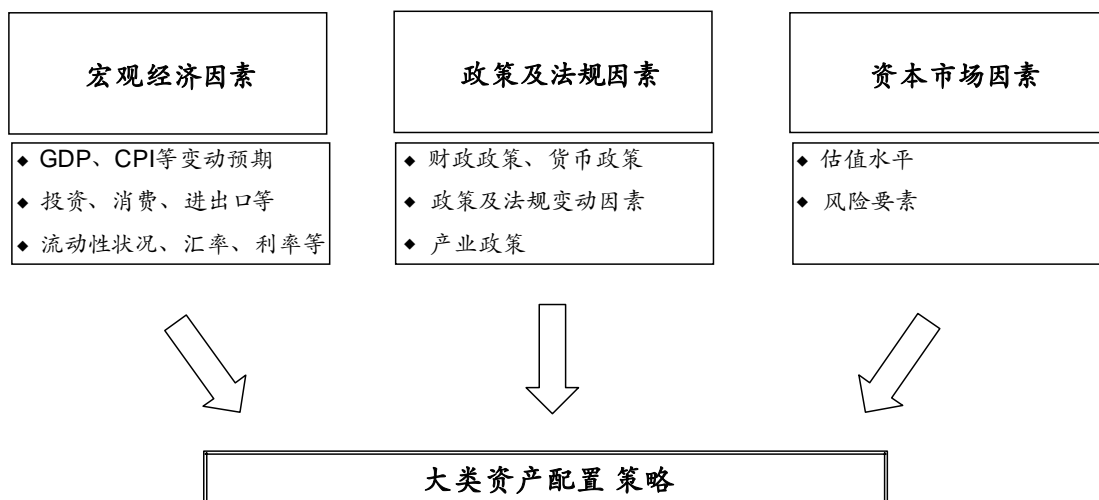 宏观经济因素
◆ GDP、CPI等变动预期
◆ 投资、消费、进出口等
◆ 流动性状况、汇率、利率等
政策及法规因素
◆ 财政政策、货币政策
◆ 政策及法规变动因素
◆ 产业政策
资本市场因素
◆ 估值水平
◆ 风险要素
大类资产配置 策略